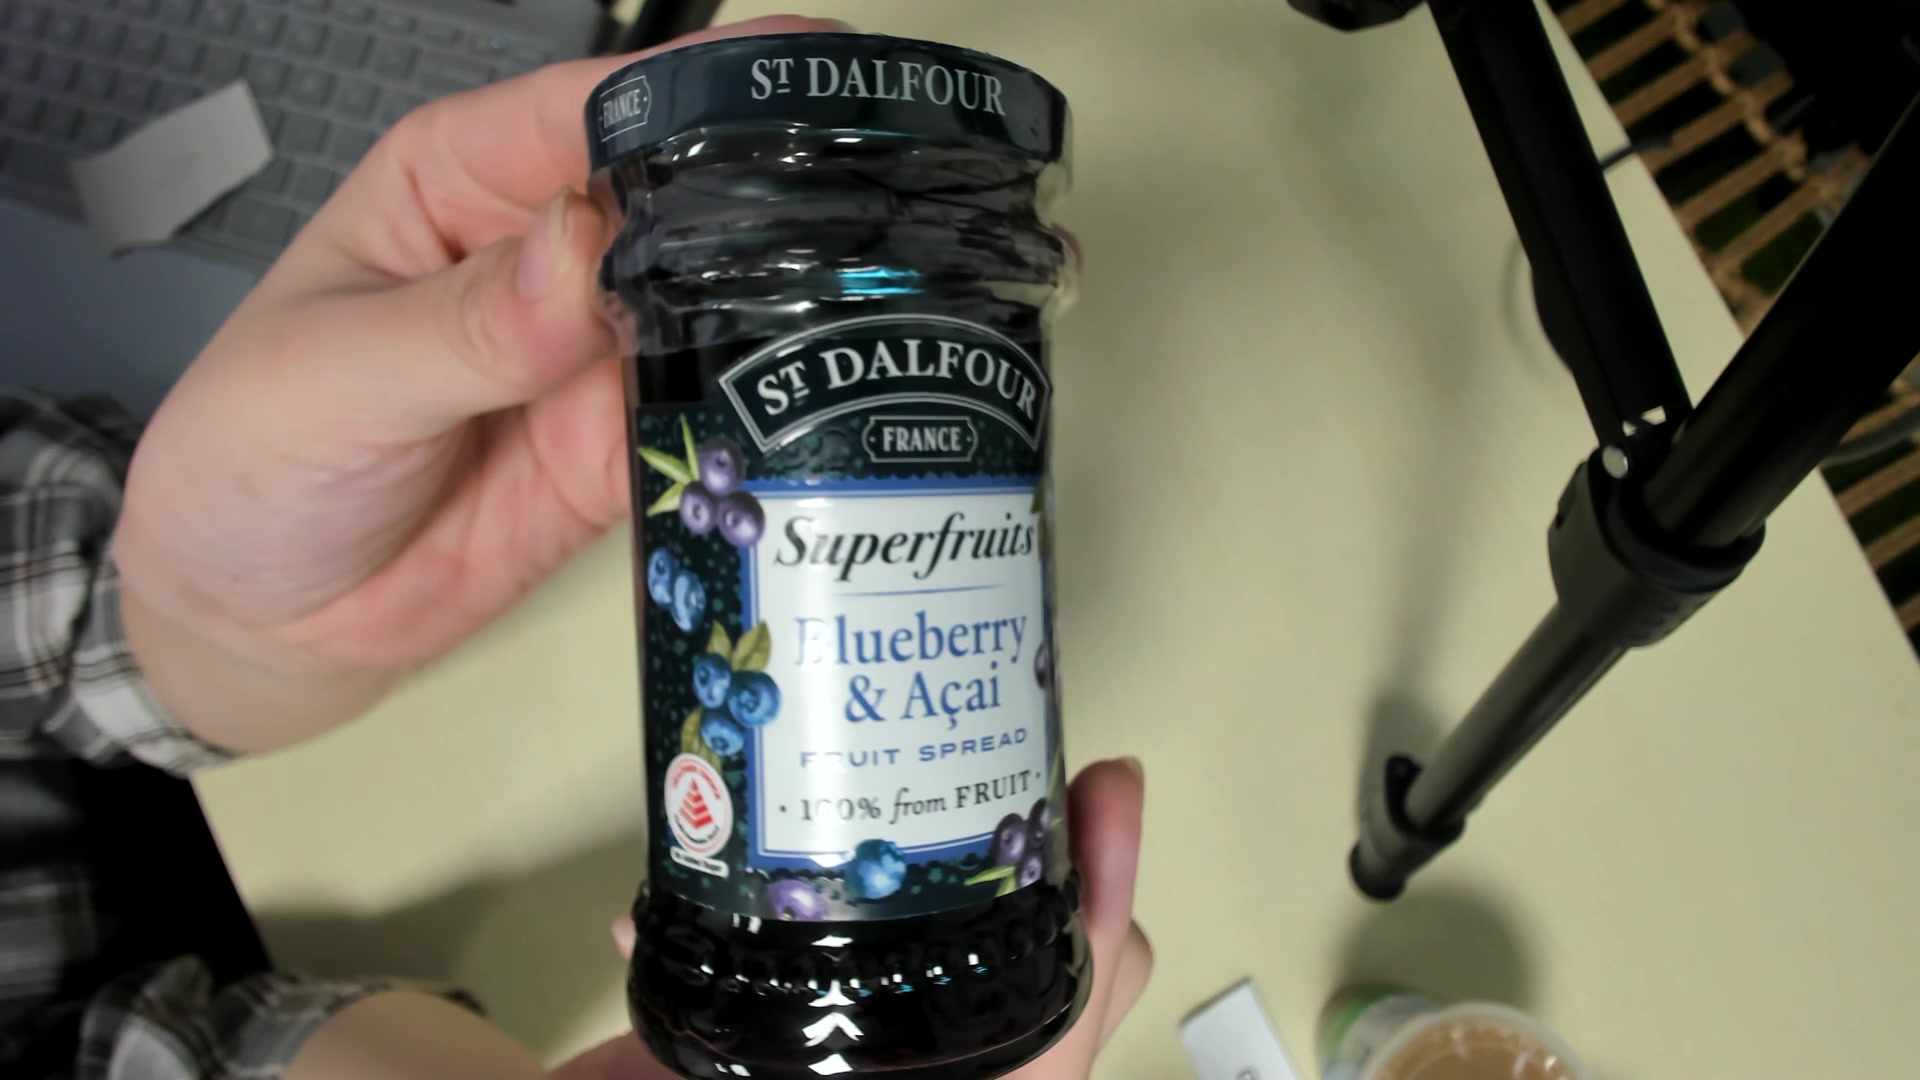 FRANCE
ST DALFOUR
ST DALFOUR
FRANCE
Superfruits
Blueberry
& Açai
FRUIT SPREAD
· 100% from FRUIT ·